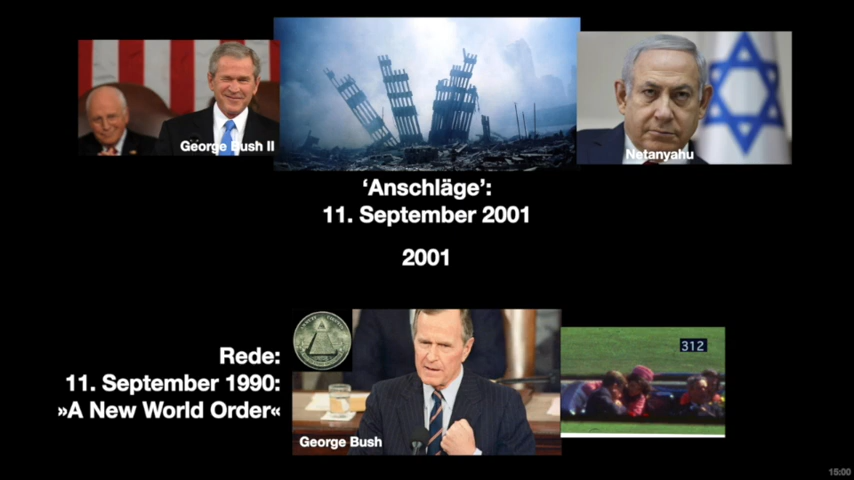 George Bush II
Netanyahu
‘Anschläge’:
11. September 2001
2001
312
Rede:
11. September 1990:
»A New World Order«
George Bush
15:00